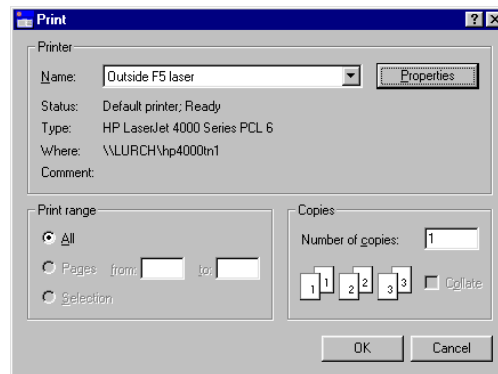 Print
Printer
Name: Outside F5 laser Properties
Status: Default printer; Ready
Type: HP LaserJet 4000 Series PCL 6
Where: \\LURCH\hp4000tn1
Comment:
Print range
All
Pages from: to:
Selection
Copies
Number of copies: 1
1 1 2 2 3 3 Collate
OK Cancel